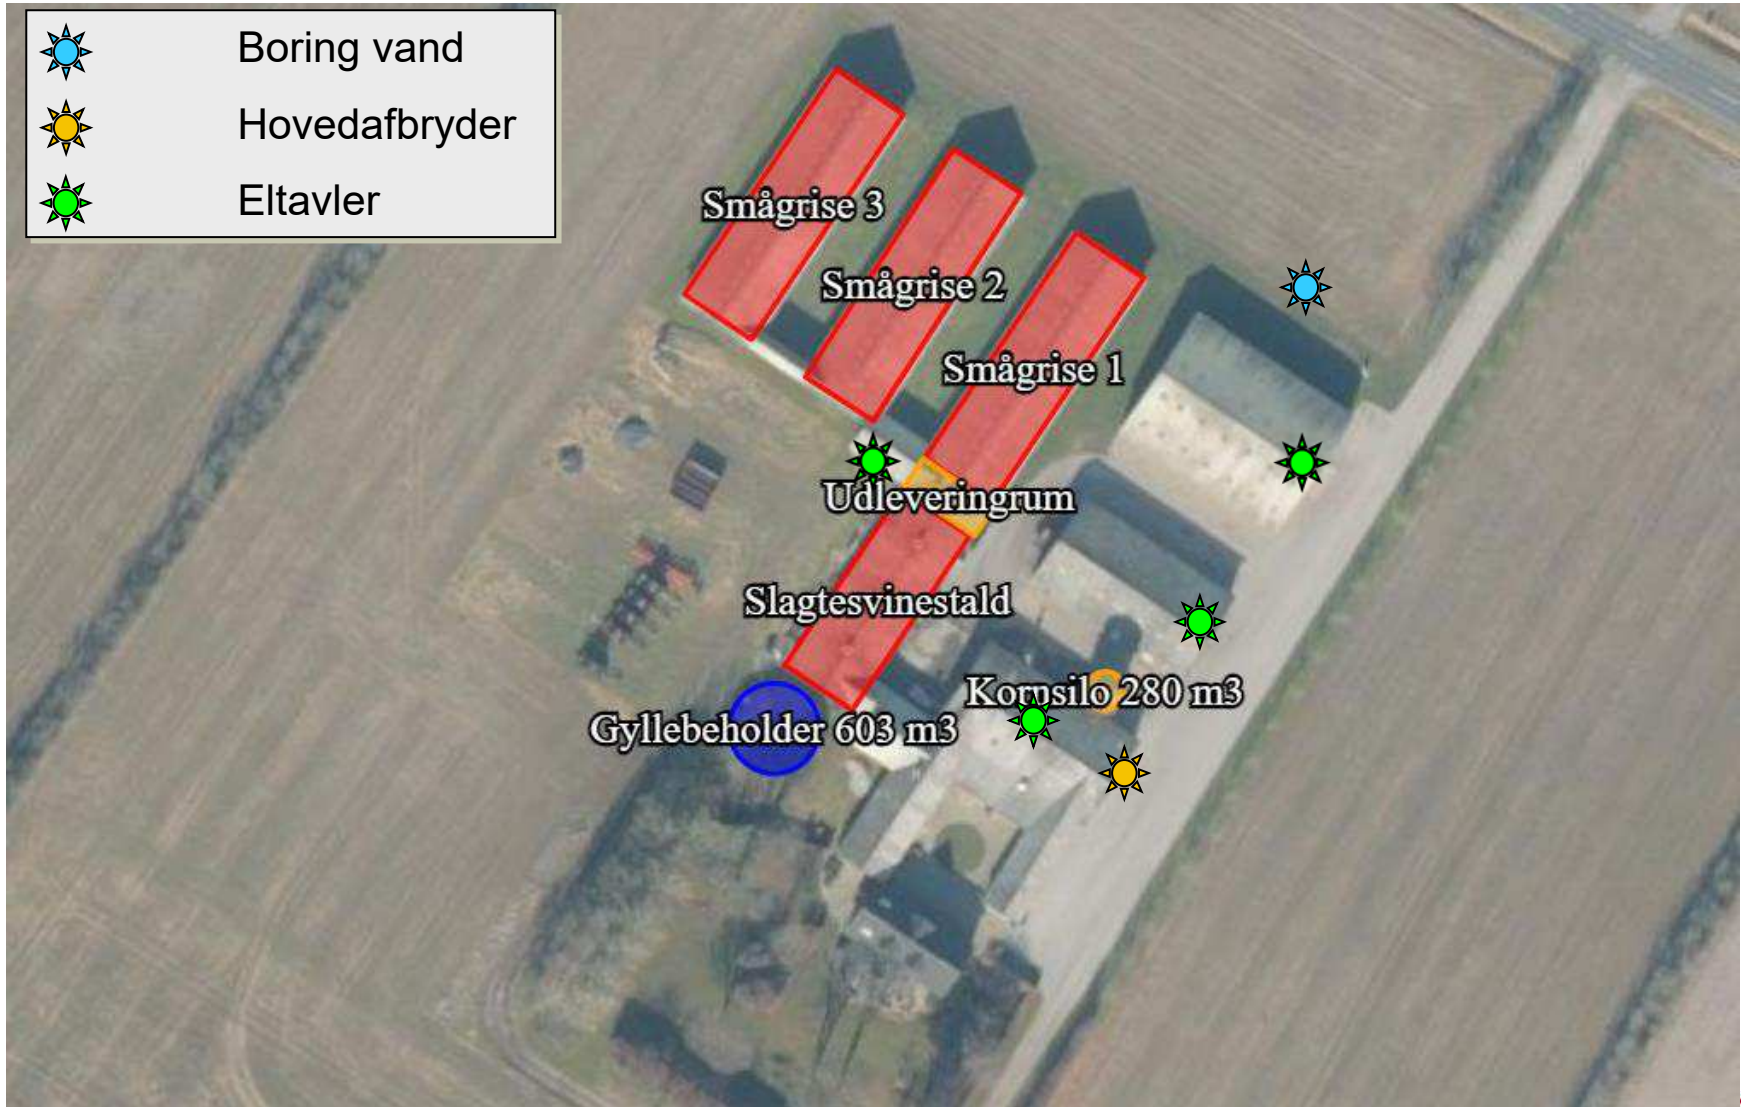 Boring vand
Hovedafbryder
Eltavler
Smågrise 3
Smågrise 2
Smågrise 1
Udleveringrum
Slagtesvinestald
Kornsilo 280 m3
Gyllebeholder 603 m3